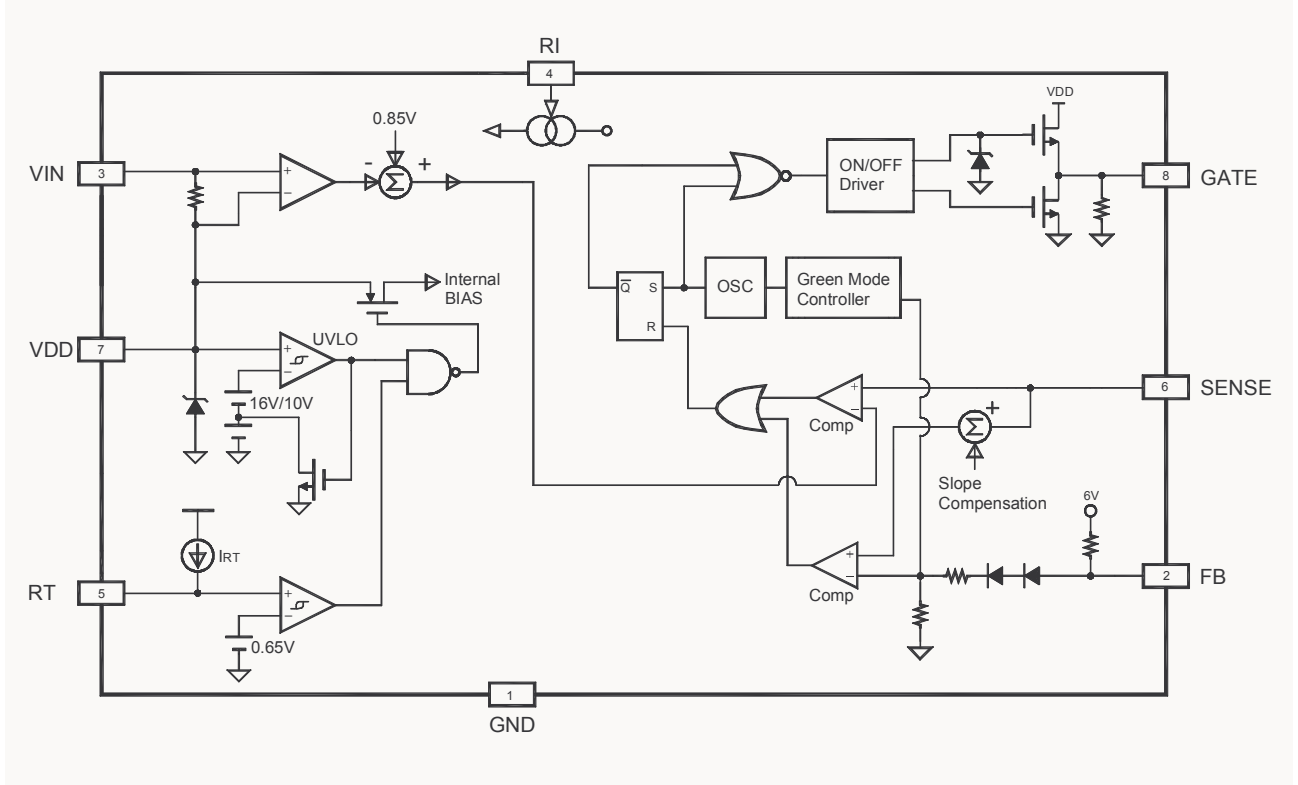 RI
4
0.85V
VDD
VIN
3
+
−
-
Σ
+
ON/OFF
Driver
8
GATE
Internal
BIAS
Q̅
S
R
OSC
Green Mode
Controller
VDD
7
UVLO
+
−
16V/10V
+
−
Comp
6
SENSE
+
Σ
Slope
Compensation
6V
IRT
RT
5
+
−
0.65V
+
−
Comp
2
FB
1
GND